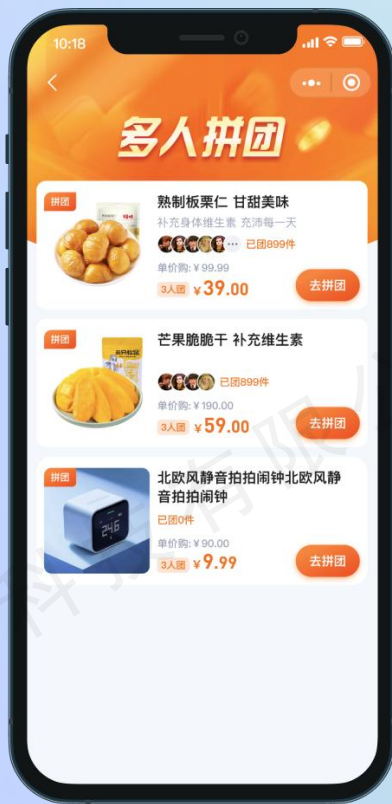 10:18
多人拼团
拼团
熟制板栗仁 甘甜美味
补充身体维生素 充沛每一天
已团899件
单价购: ¥ 99.99
3人团 ¥39.00
去拼团
拼团
芒果脆脆干 补充维生素
已团899件
单价购: ¥ 190.00
3人团 ¥59.00
去拼团
拼团
北欧风静音拍拍闹钟北欧风静
音拍拍闹钟
24.6
已团0件
单价购: ¥ 90.00
3人团 ¥9.99
去拼团